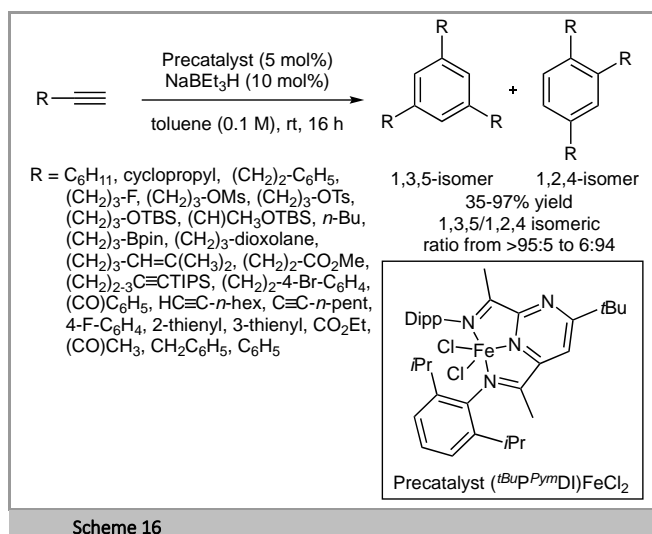 Precatalyst (5 mol%)
NaBEt3H (10 mol%)
toluene (0.1 M), rt, 16 h
R
R
R
R
+
R
R
R
R = C6H11, cyclopropyl, (CH2)2-C6H5,
(CH2)3-F, (CH2)3-OMs, (CH2)3-OTs,
(CH2)3-OTBS, (CH)CH3OTBS, n-Bu,
(CH2)3-Bpin, (CH2)3-dioxolane,
(CH2)3-CH=C(CH3)2, (CH2)2-CO2Me,
(CH2)2-3C≡CTIPS, (CH2)2-4-Br-C6H4,
(CO)C6H5, HC≡C-n-hex, C≡C-n-pent,
4-F-C6H4, 2-thienyl, 3-thienyl, CO2Et,
(CO)CH3, CH2C6H5, C6H5
1,3,5-isomer 1,2,4-isomer
35-97% yield
1,3,5/1,2,4 isomeric
ratio from >95:5 to 6:94
N
tBu
Dipp
N
Cl
Fe
N
Cl
N
iPr
iPr
Precatalyst (tBuPPymDI)FeCl2
Scheme 16